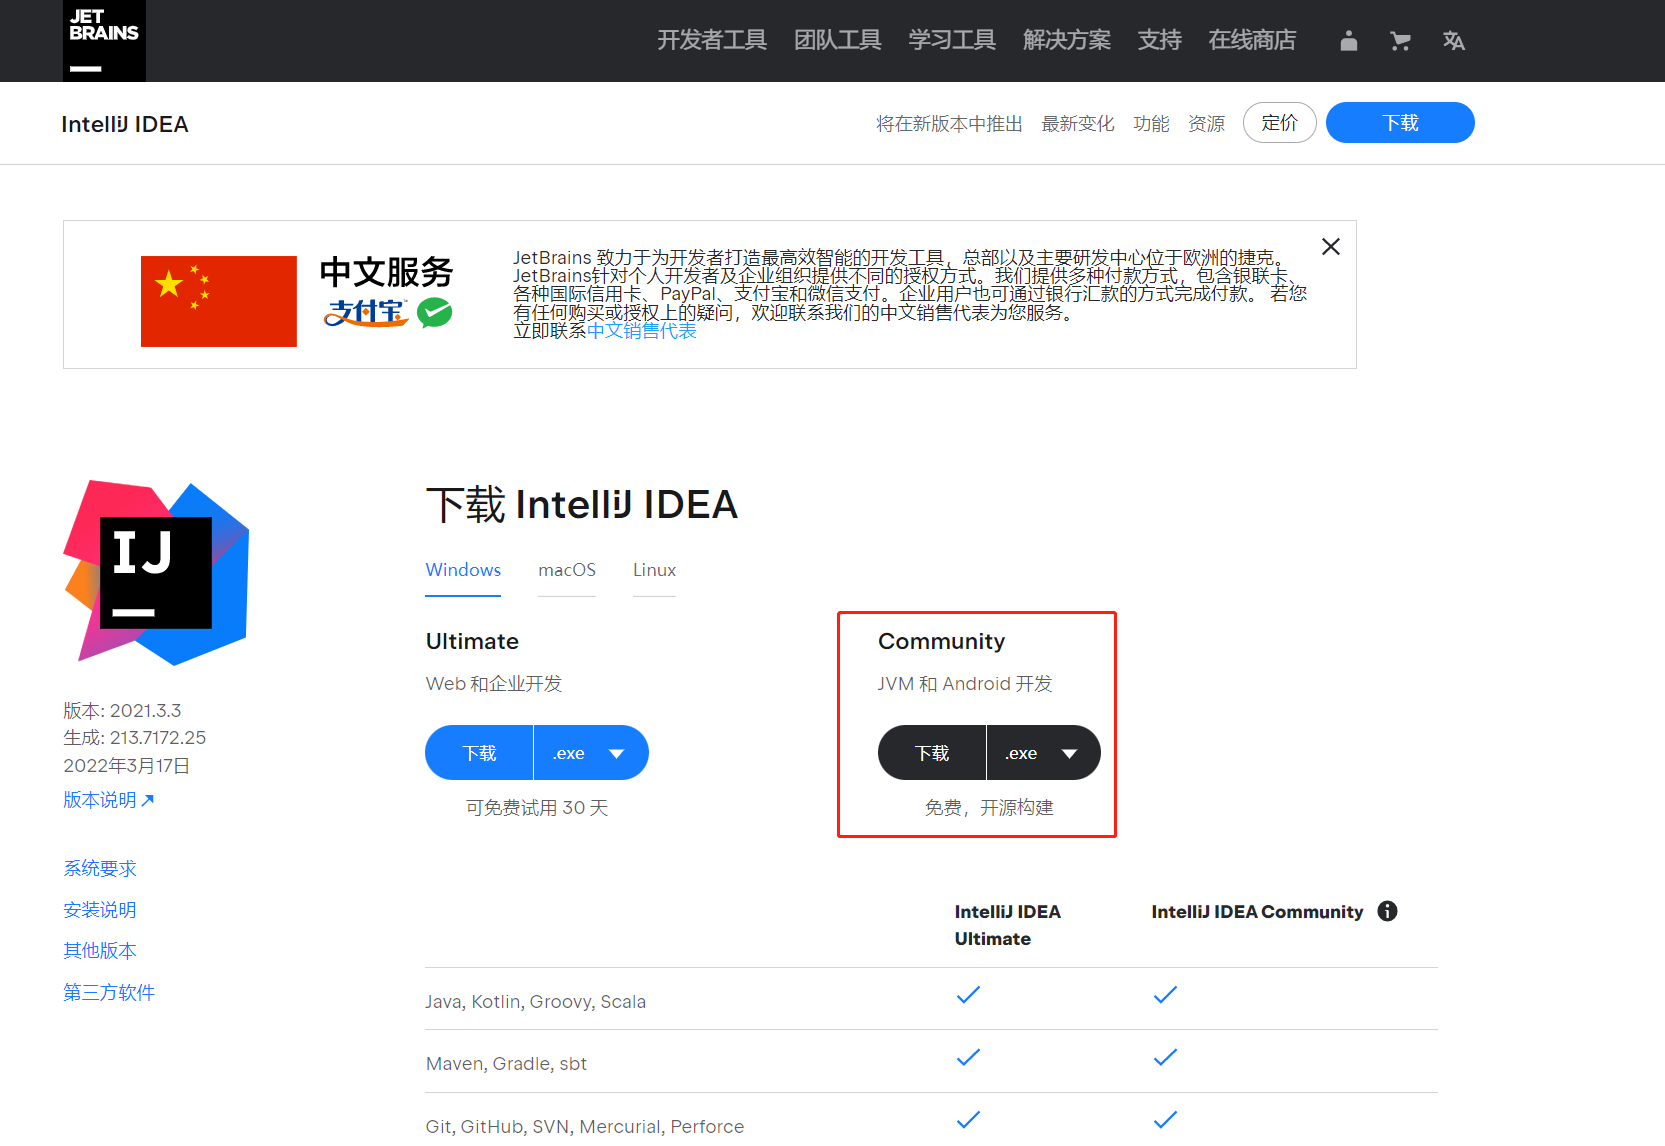 JET
BRAINS
开发者工具 团队工具 学习工具 解决方案 支持 在线商店
IntelliJ IDEA
将在新版本中推出 最新变化 功能 资源 定价 下载
中文服务
支付宝
JetBrains 致力于为开发者打造最高效智能的开发工具，总部以及主要研发中心位于欧洲的捷克。
JetBrains针对个人开发者及企业组织提供不同的授权方式。我们提供多种付款方式，包含银联卡、
各种国际信用卡、PayPal、支付宝和微信支付。企业用户也可通过银行汇款的方式完成付款。 若您
有任何购买或授权上的疑问，欢迎联系我们的中文销售代表为您服务。
立即联系中文销售代表
IJ
版本: 2021.3.3
生成: 213.7172.25
2022年3月17日
版本说明↗
系统要求
安装说明
其他版本
第三方软件
下载 IntelliJ IDEA
Windows macOS Linux
Ultimate
Web 和企业开发
下载 .exe
可免费试用 30 天
Community
JVM 和 Android 开发
下载 .exe
免费，开源构建
IntelliJ IDEA
Ultimate
IntelliJ IDEA Community
Java, Kotlin, Groovy, Scala
Maven, Gradle, sbt
Git, GitHub, SVN, Mercurial, Perforce